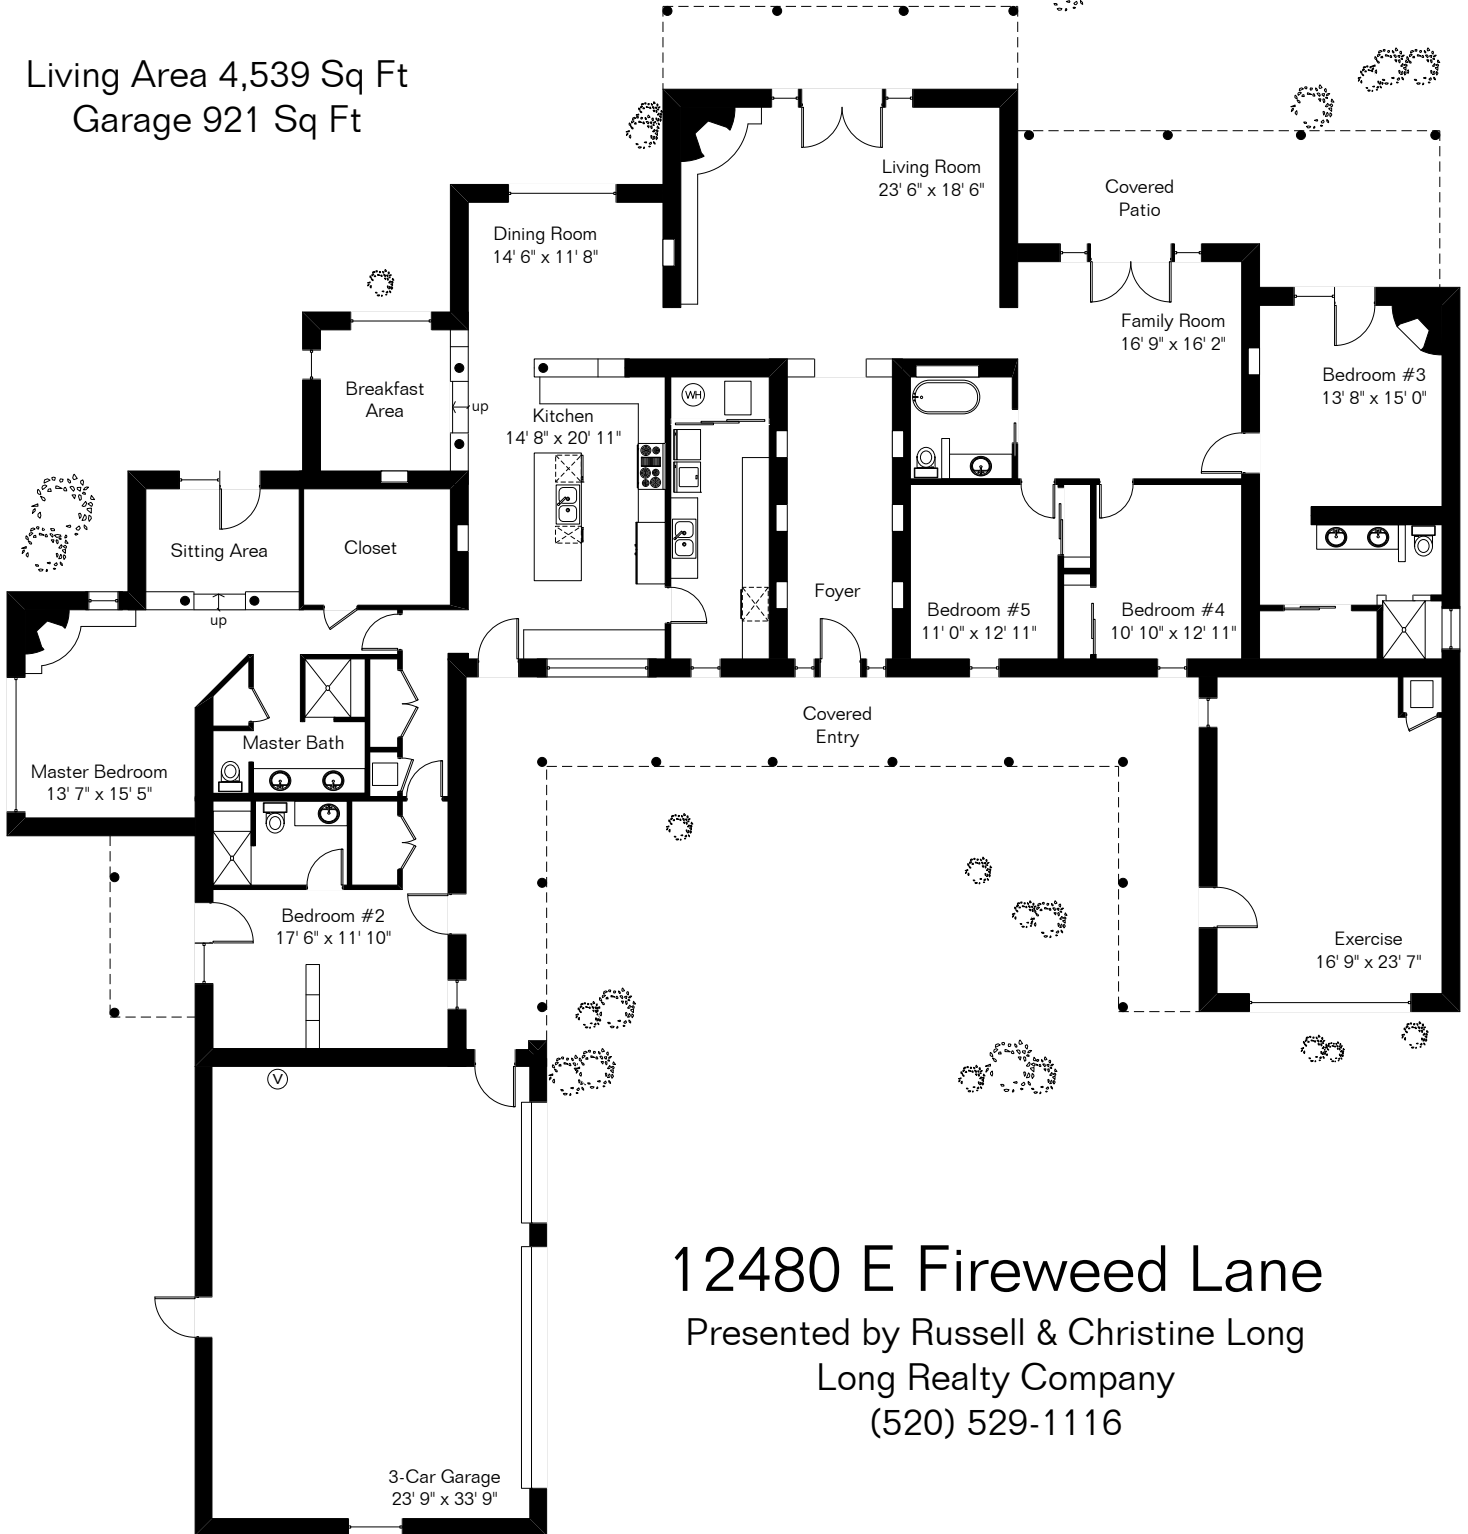 Living Area 4,539 Sq Ft
Garage 921 Sq Ft
Living Room
23' 6" x 18' 6"
Covered
Patio
Dining Room
14' 6" x 11' 8"
Family Room
16' 9" x 16' 2"
Breakfast
Area
up
Kitchen
14' 8" x 20' 11"
WH
Bedroom #3
13' 8" x 15' 0"
Sitting Area
Closet
up
Foyer
Bedroom #5
11' 0" x 12' 11"
Bedroom #4
10' 10" x 12' 11"
Covered
Entry
Master Bath
Master Bedroom
13' 7" x 15' 5"
Bedroom #2
17' 6" x 11' 10"
Exercise
16' 9" x 23' 7"
V
12480 E Fireweed Lane
Presented by Russell & Christine Long
Long Realty Company
(520) 529-1116
3-Car Garage
23' 9" x 33' 9"